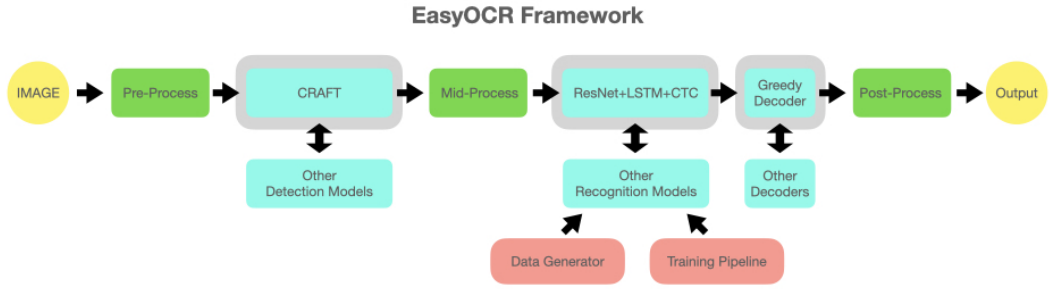 EasyOCR Framework
IMAGE
Pre-Process
CRAFT
Mid-Process
ResNet+LSTM+CTC
Greedy
Decoder
Post-Process
Output
Other
Detection Models
Other
Recognition Models
Other
Decoders
Data Generator
Training Pipeline